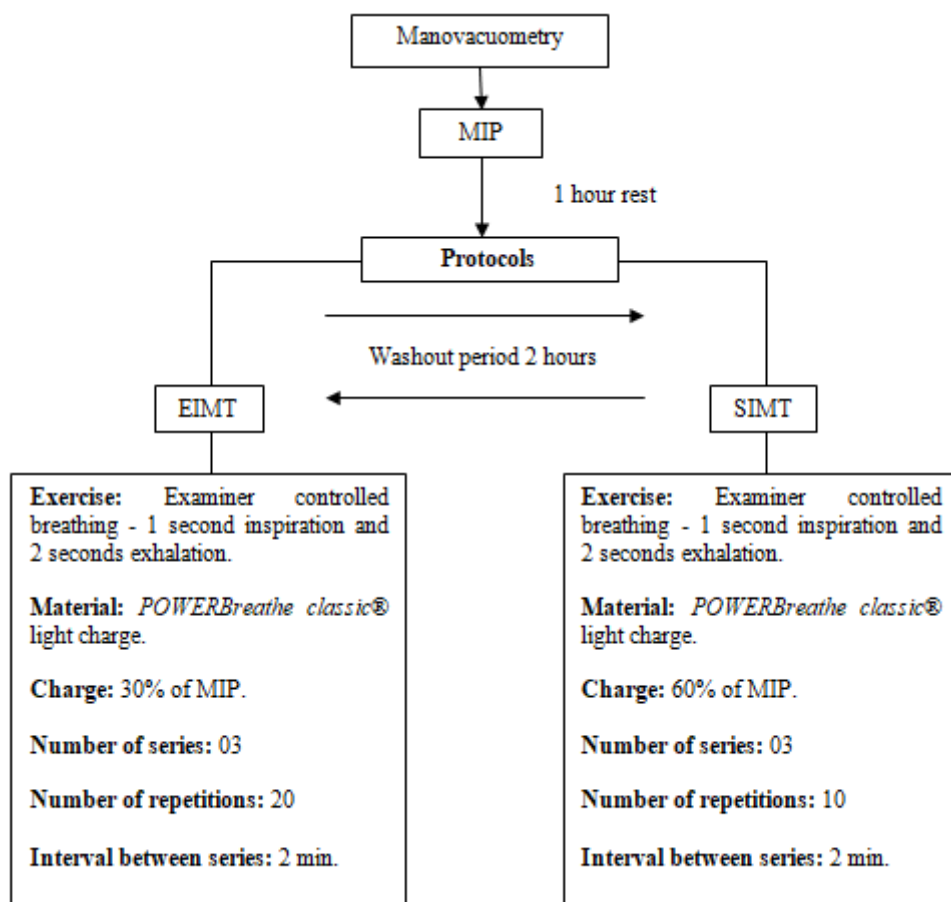 Manovacuometry
MIP
1 hour rest
Protocols
Washout period 2 hours
EIMT
SIMT
Exercise: Examiner controlled
breathing - 1 second inspiration and
2 seconds exhalation.
Material: POWERBreathe classic®
light charge.
Charge: 30% of MIP.
Number of series: 03
Number of repetitions: 20
Interval between series: 2 min.
Exercise: Examiner controlled
breathing - 1 second inspiration and
2 seconds exhalation.
Material: POWERBreathe classic®
light charge.
Charge: 60% of MIP.
Number of series: 03
Number of repetitions: 10
Interval between series: 2 min.